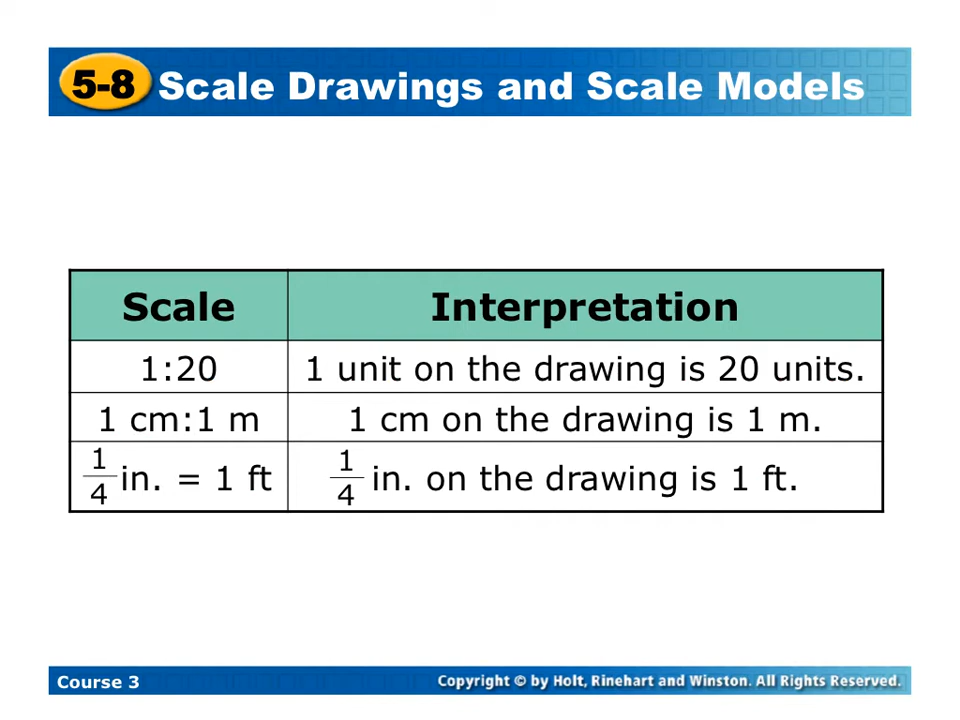 5-8 Scale Drawings and Scale Models
Scale Interpretation
1:20 1 unit on the drawing is 20 units.
1 cm:1 m 1 cm on the drawing is 1 m.
1/4 in. = 1 ft 1/4 in. on the drawing is 1 ft.
Course 3 Copyright © by Holt, Rinehart and Winston. All Rights Reserved.